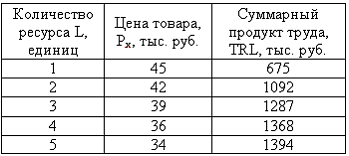 Количество ресурса L, единиц
Цена товара, Рₓ, тыс. руб.
Суммарный продукт труда, TRL, тыс. руб.
1 45 675
2 42 1092
3 39 1287
4 36 1368
5 34 1394